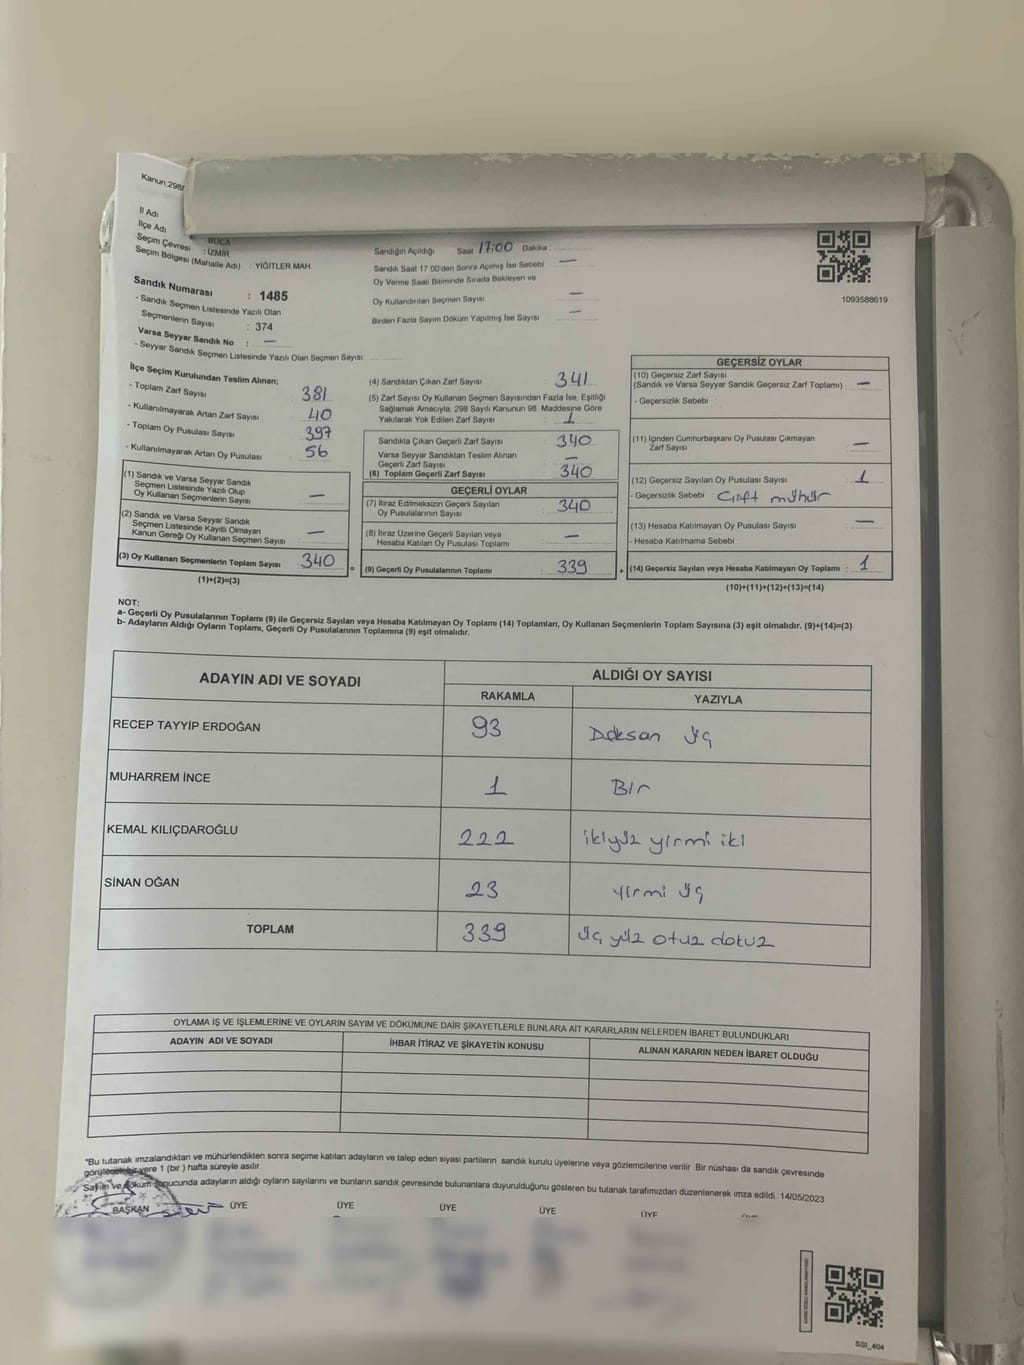 Kanun:298/
İl Adı
İlçe Adı : BUCA
Seçim Çevresi : İZMİR
Seçim Bölgesi (Mahalle Adı) : YİĞİTLER MAH.
Sandık Numarası : 1485
- Sandık Seçmen Listesinde Yazılı Olan
Seçmenlerin Sayısı : 374
Varsa Seyyar Sandık No : —
- Seyyar Sandık Seçmen Listesinde Yazılı Olan Seçmen Sayısı
Sandığın Açıldığı Saat 17:00 Dakika
Sandık Saat 17.00'den Sonra Açılmış İse Sebebi —
Oy Verme Saati Bitiminde Sırada Bekleyen ve
Oy Kullandırılan Seçmen Sayısı —
Birden Fazla Sayım Döküm Yapılmış İse Sayısı —
1093588619
İlçe Seçim Kurulundan Teslim Alınan;
- Toplam Zarf Sayısı 381
- Kullanılmayarak Artan Zarf Sayısı 40
- Toplam Oy Pusulası Sayısı 397
- Kullanılmayarak Artan Oy Pusulası 56
(1) Sandık ve Varsa Seyyar Sandık
Seçmen Listesinde Yazılı Olup
Oy Kullanan Seçmenlerin Sayısı —
(2) Sandık ve Varsa Seyyar Sandık
Seçmen Listesinde Kayıtlı Olmayan
Kanun Gereği Oy Kullanan Seçmen Sayısı —
(3) Oy Kullanan Seçmenlerin Toplam Sayısı : 340 =
(1)+(2)=(3)
(4) Sandıktan Çıkan Zarf Sayısı : 341
(5) Zarf Sayısı Oy Kullanan Seçmen Sayısından Fazla İse, Eşitliği
Sağlamak Amacıyla, 298 Sayılı Kanunun 98. Maddesine Göre
Yakılarak Yok Edilen Zarf Sayısı : 1
Sandıkta Çıkan Geçerli Zarf Sayısı : 340
Varsa Seyyar Sandıktan Teslim Alınan
Geçerli Zarf Sayısı —
(6) Toplam Geçerli Zarf Sayısı : 340
GEÇERLİ OYLAR
(7) İtiraz Edilmeksizin Geçerli Sayılan
Oy Pusulalarının Sayısı : 340
(8) İtiraz Üzerine Geçerli Sayılan veya
Hesaba Katılan Oy Pusulası Toplamı —
(9) Geçerli Oy Pusulalarının Toplamı : 339 +
GEÇERSİZ OYLAR
(10) Geçersiz Zarf Sayısı
(Sandık ve Varsa Seyyar Sandık Geçersiz Zarf Toplamı) : —
- Geçersizlik Sebebi :
(11) İçinden Cumhurbaşkanı Oy Pusulası Çıkmayan
Zarf Sayısı —
(12) Geçersiz Sayılan Oy Pusulası Sayısı 1
- Geçersizlik Sebebi : Çift mühür
(13) Hesaba Katılmayan Oy Pusulası Sayısı —
- Hesaba Katılmama Sebebi :
(14) Geçersiz Sayılan veya Hesaba Katılmayan Oy Toplamı : 1
(10)+(11)+(12)+(13)=(14)
NOT:
a- Geçerli Oy Pusulalarının Toplamı (9) ile Geçersiz Sayılan veya Hesaba Katılmayan Oy Toplamı (14) Toplamları, Oy Kullanan Seçmenlerin Toplam Sayısına (3) eşit olmalıdır. (9)+(14)=(3)
b- Adayların Aldığı Oyların Toplamı, Geçerli Oy Pusulalarının Toplamına (9) eşit olmalıdır.
ADAYIN ADI VE SOYADI ALDIĞI OY SAYISI
RAKAMLA YAZIYLA
RECEP TAYYİP ERDOĞAN 93 Doksan üç
MUHARREM İNCE 1 Bir
KEMAL KILIÇDAROĞLU 222 ikiyüz yirmi iki
SİNAN OĞAN 23 yirmi üç
TOPLAM 339 üç yüz otuz dokuz
OYLAMA İŞ VE İŞLEMLERİNE VE OYLARIN SAYIM VE DÖKÜMÜNE DAİR ŞİKAYETLERLE BUNLARA AİT KARARLARIN NELERDEN İBARET BULUNDUKLARI
ADAYIN ADI VE SOYADI İHBAR İTİRAZ VE ŞİKAYETİN KONUSU ALINAN KARARIN NEDEN İBARET OLDUĞU
*Bu tutanak imzalandıktan ve mühürlendikten sonra seçime katılan adayların ve talep eden siyasi partilerin sandık kurulu üyelerine veya gözlemcilerine verilir. Bir nüshası da sandık çevresinde
görülecek bir yere 1 (bir) hafta süreyle asılır.
Sayım ve döküm sonucunda adayların aldığı oyların sayılarını ve bunların sandık çevresinde bulunanlara duyurulduğunu gösteren bu tutanak tarafımızdan düzenlenerek imza edildi. 14/05/2023
BAŞKAN ÜYE ÜYE ÜYE ÜYE ÜYE
SBİ_404